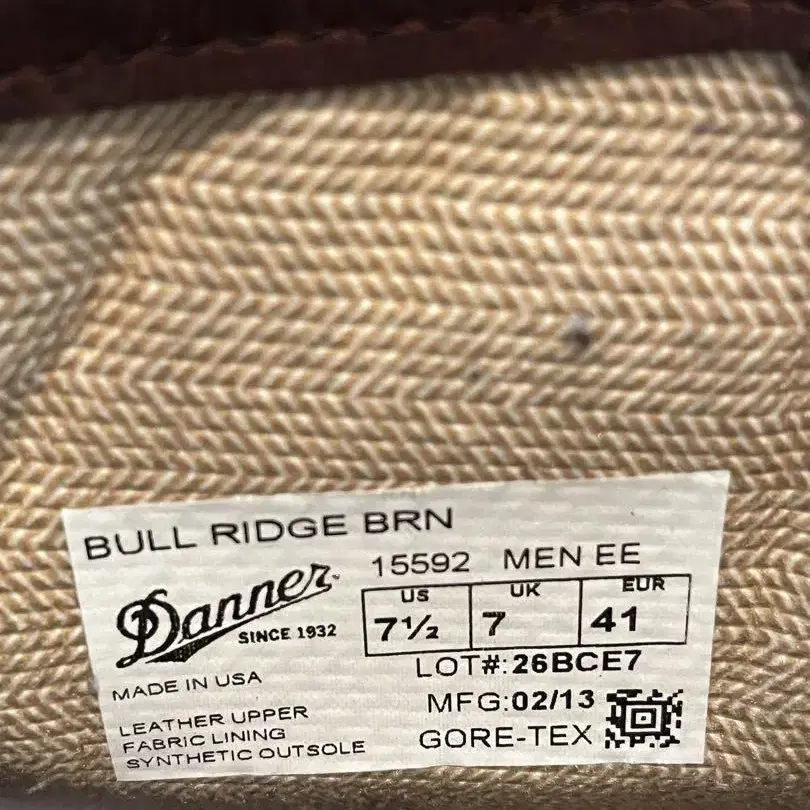 BULL RIDGE BRN
Danner
SINCE 1932
15592 MEN EE
US UK EUR
7½ 7 41
LOT#:26BCE7
MADE IN USA
MFG:02/13
LEATHER UPPER
FABRIC LINING
SYNTHETIC OUTSOLE
GORE-TEX